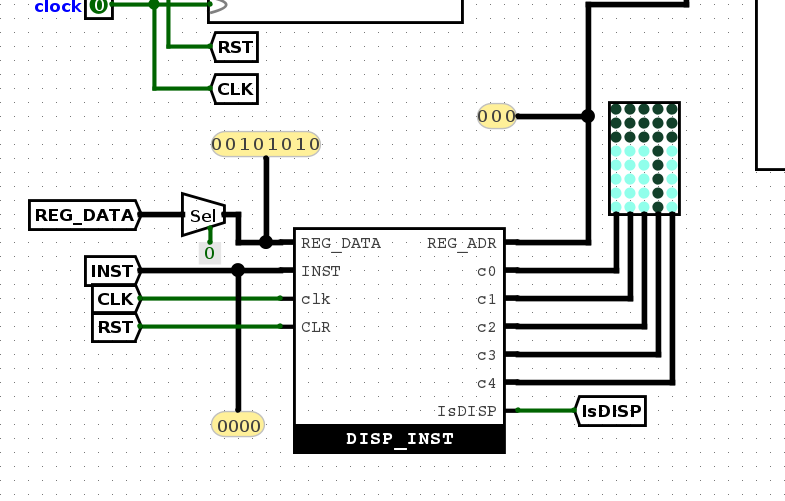 clock 0
RST
CLK
000
00101010
REG_DATA
Sel
0
REG_DATA REG_ADR
INST
INST c0
CLK
clk c1
RST
CLR c2
c3
c4
IsDISP
IsDISP
0000
DISP_INST